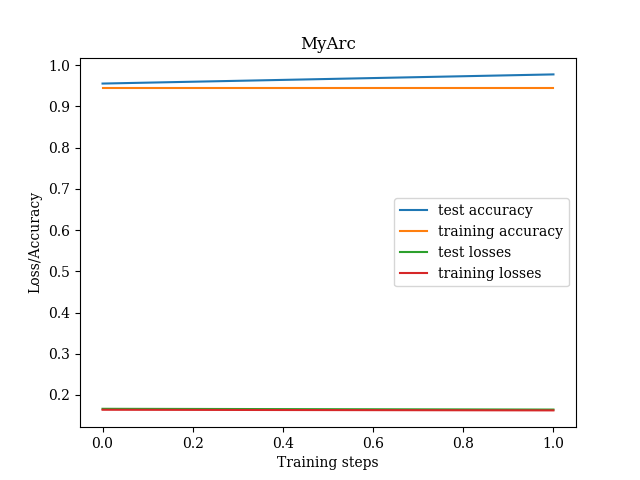 MyArc
1.0
0.9
0.8
0.7
0.6
0.5
0.4
0.3
0.2
Loss/Accuracy
test accuracy
training accuracy
test losses
training losses
0.0 0.2 0.4 0.6 0.8 1.0
Training steps